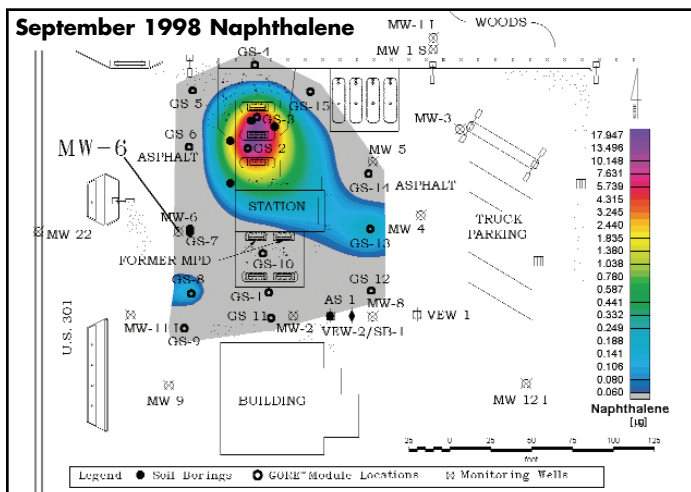 September 1998 Naphthalene
MW-1 I
WOODS
MW 1 S
GS-4
GS 5
GS-15
GS-3
MW-3
GS 6
GS 2
MW-6
ASPHALT
MW 5
GS-14
ASPHALT
STATION
MW-6
GS-7
MW 22
MW 4
GS-13
TRUCK
PARKING
FORMER MPD
GS-10
GS-8
GS-1
GS 12
MW-8
AS 1
MW-11 I
GS 11
MW-2
VEW 1
VEW-2/SB-1
GS-9
U.S. 301
MW 9
BUILDING
MW 12 I
17.947
13.496
10.148
7.631
5.739
4.315
3.245
2.440
1.835
1.380
1.038
0.780
0.587
0.441
0.332
0.249
0.188
0.141
0.106
0.080
0.060
Naphthalene
[µg]
25 0 25 50 75 100 125
foot
Legend Soil Borings GORE™Module Locations Monitoring Wells